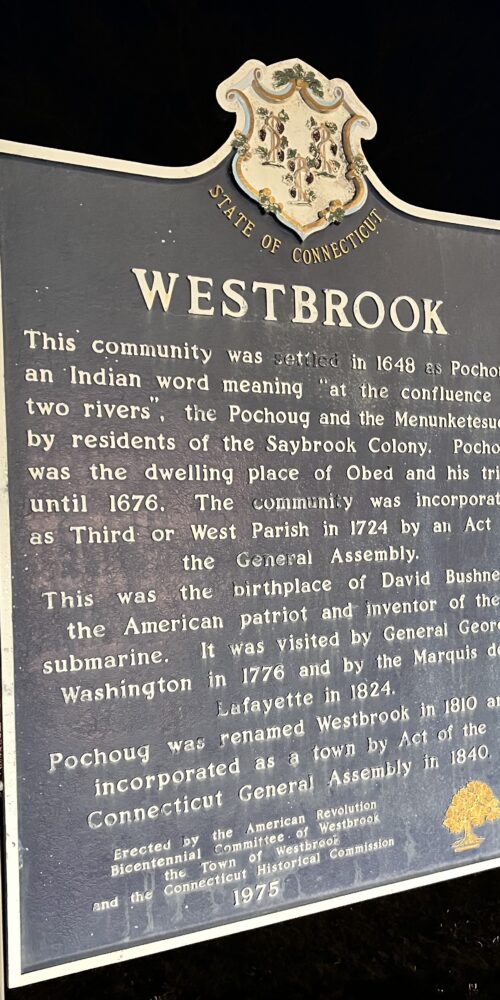 STATE OF CONNECTICUT
WESTBROOK
This community was settled in 1648 as Pochou
an Indian word meaning "at the confluence
two rivers", the Pochoug and the Menunketesu
by residents of the Saybrook Colony. Pocho
was the dwelling place of Obed and his tri
until 1676. The community was incorporat
as Third or West Parish in 1724 by an Act
the General Assembly.
This was the birthplace of David Bushne
the American patriot and inventor of the
submarine. It was visited by General Geor
Washington in 1776 and by the Marquis de
Lafayette in 1824.
Pochoug was renamed Westbrook in 1810 an
incorporated as a town by Act of the
Connecticut General Assembly in 1840.
Erected by the American Revolution
Bicentennial Committee of Westbrook
the Town of Westbrook
and the Connecticut Historical Commission
1975